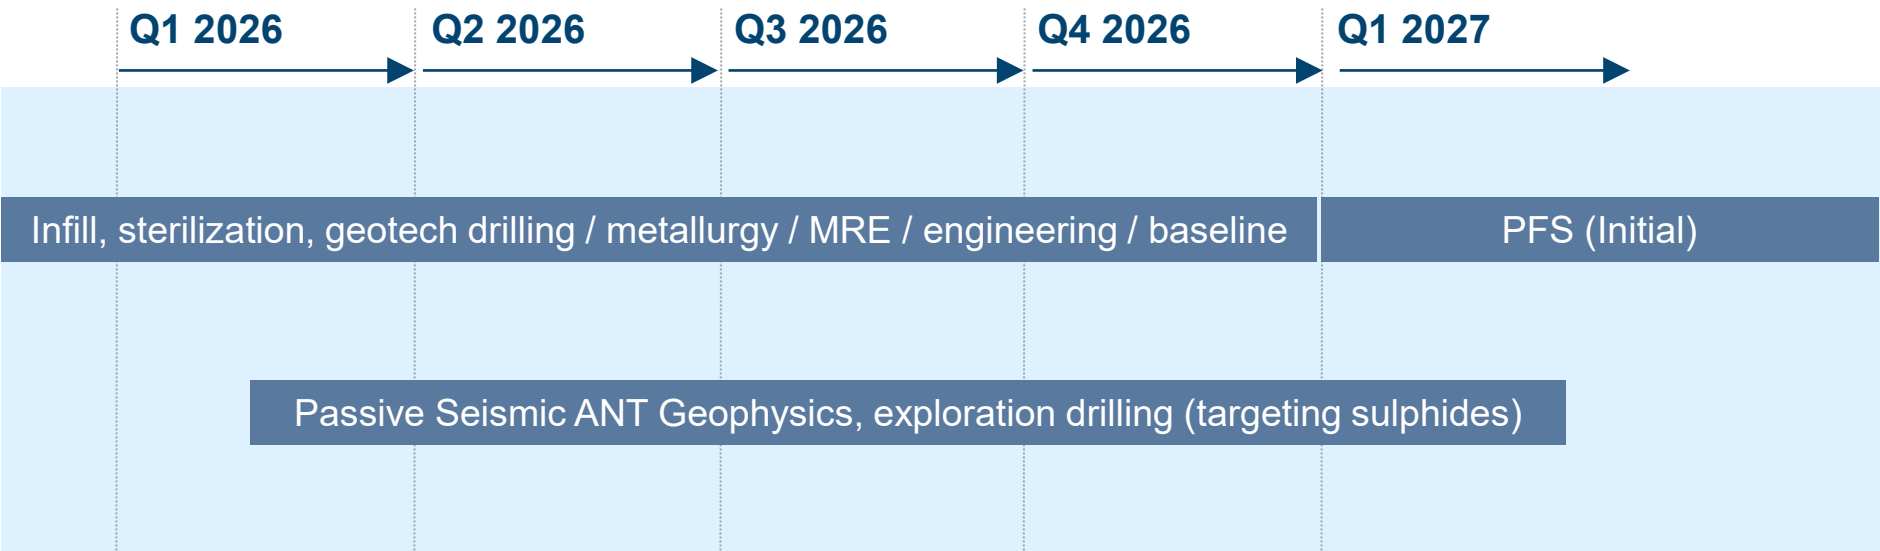 Q1 2026 Q2 2026 Q3 2026 Q4 2026 Q1 2027
Infill, sterilization, geotech drilling / metallurgy / MRE / engineering / baseline PFS (Initial)
Passive Seismic ANT Geophysics, exploration drilling (targeting sulphides)